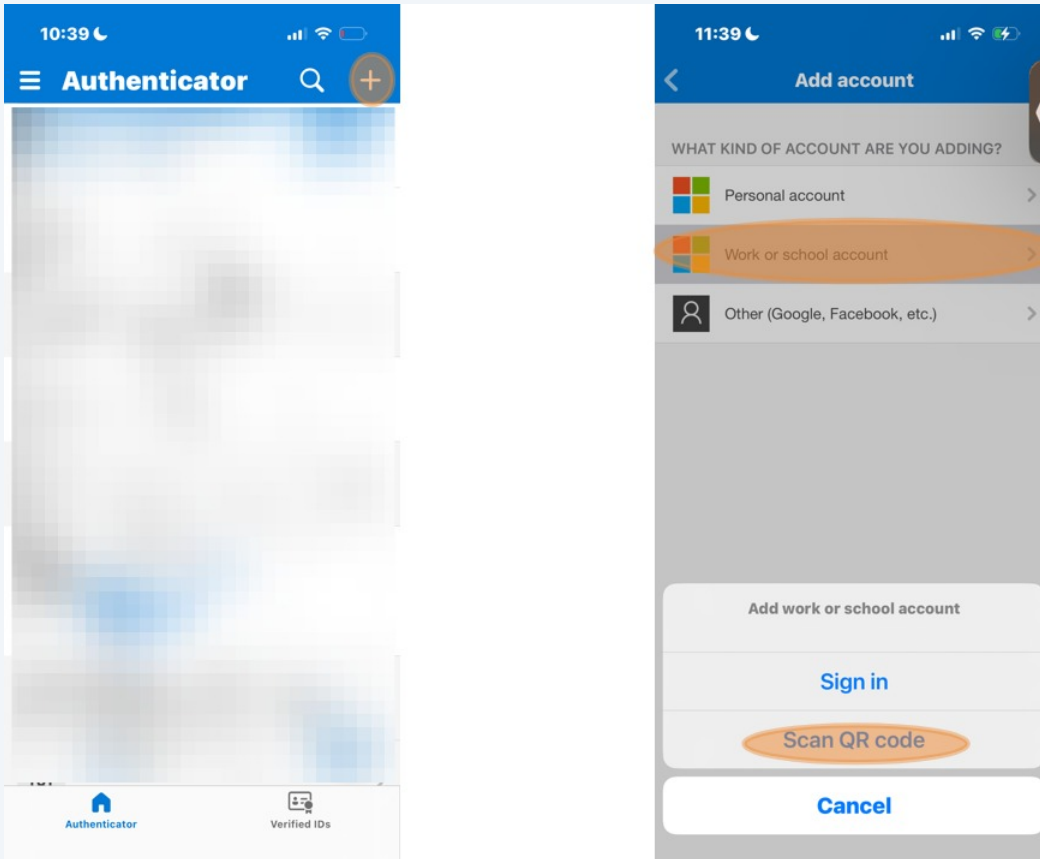 10:39
Authenticator
Authenticator
Verified IDs
11:39
Add account
WHAT KIND OF ACCOUNT ARE YOU ADDING?
Personal account
Work or school account
Other (Google, Facebook, etc.)
Add work or school account
Sign in
Scan QR code
Cancel